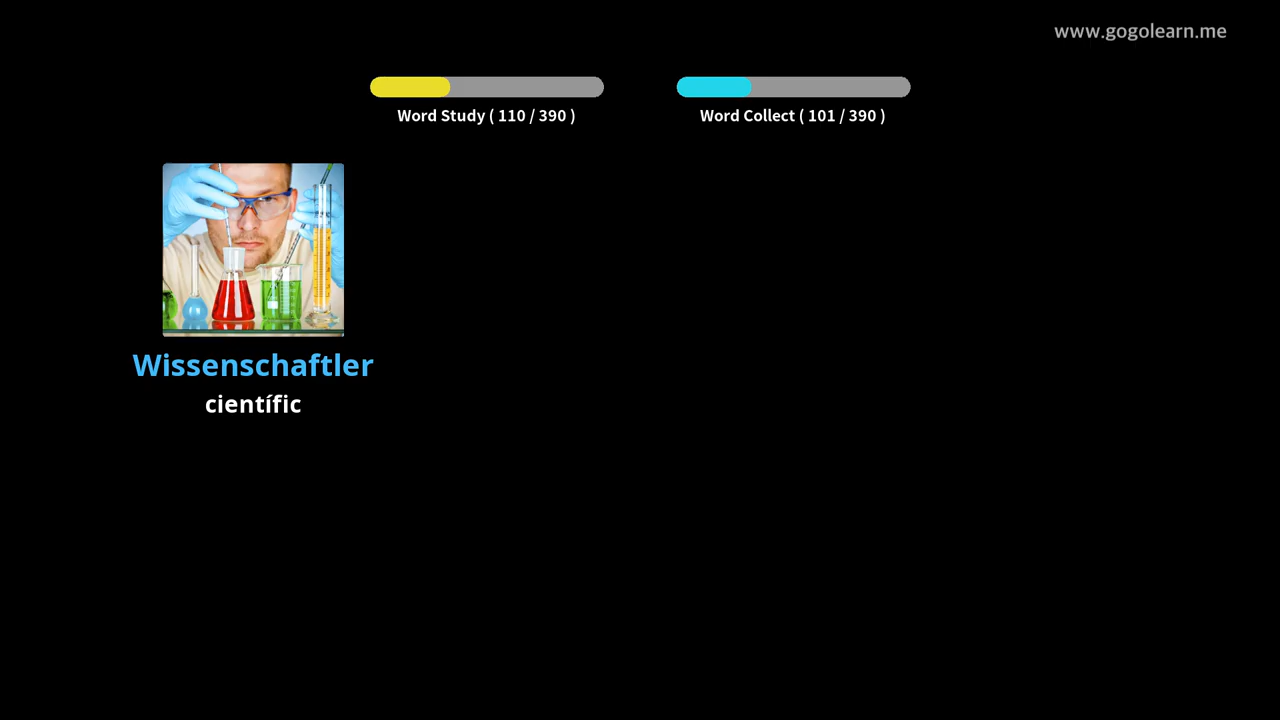 www.gogolearn.me
Word Study ( 110 / 390 )
Word Collect ( 101 / 390 )
Wissenschaftler
científic